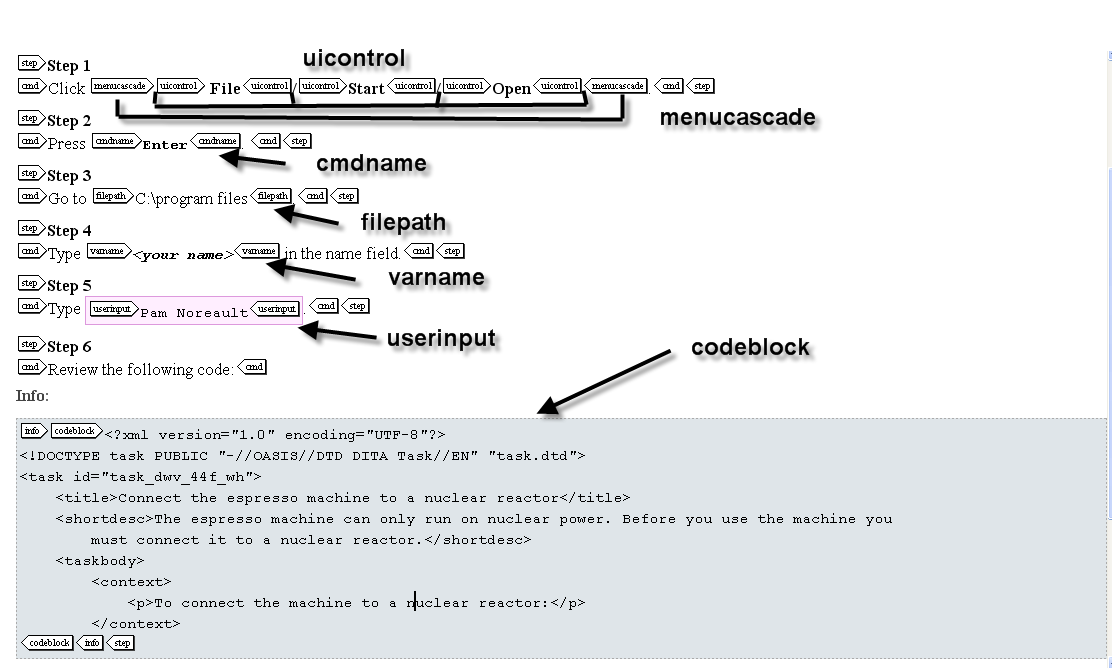 step Step 1
uicontrol
cmd Click menucascade uicontrol File uicontrol / uicontrol Start uicontrol / uicontrol Open uicontrol menucascade . cmd step
step Step 2
menucascade
cmd Press cmdname Enter cmdname . cmd step
cmdname
step Step 3
cmd Go to filepath C:\program files filepath . cmd step
filepath
step Step 4
cmd Type varname <your name> varname in the name field. cmd step
varname
step Step 5
cmd Type userinput Pam Noreault userinput . cmd step
userinput
step Step 6
codeblock
cmd Review the following code: cmd
Info:
info codeblock <?xml version="1.0" encoding="UTF-8"?>
<!DOCTYPE task PUBLIC "-//OASIS//DTD DITA Task//EN" "task.dtd">
<task id="task_dwv_44f_wh">
<title>Connect the espresso machine to a nuclear reactor</title>
<shortdesc>The espresso machine can only run on nuclear power. Before you use the machine you
must connect it to a nuclear reactor.</shortdesc>
<taskbody>
<context>
<p>To connect the machine to a nuclear reactor:</p>
</context>
codeblock info step